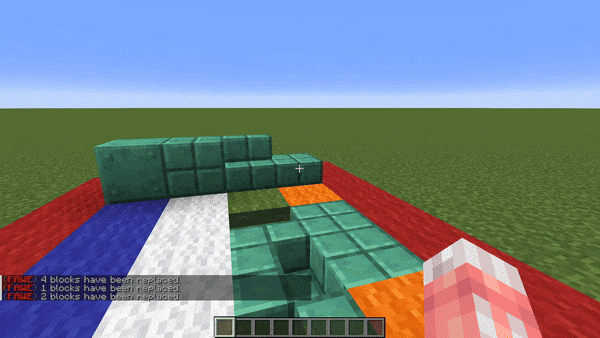 (FAWE) 4 blocks have been replaced
(FAWE) 1 blocks have been replaced
(FAWE) 2 blocks have been replaced